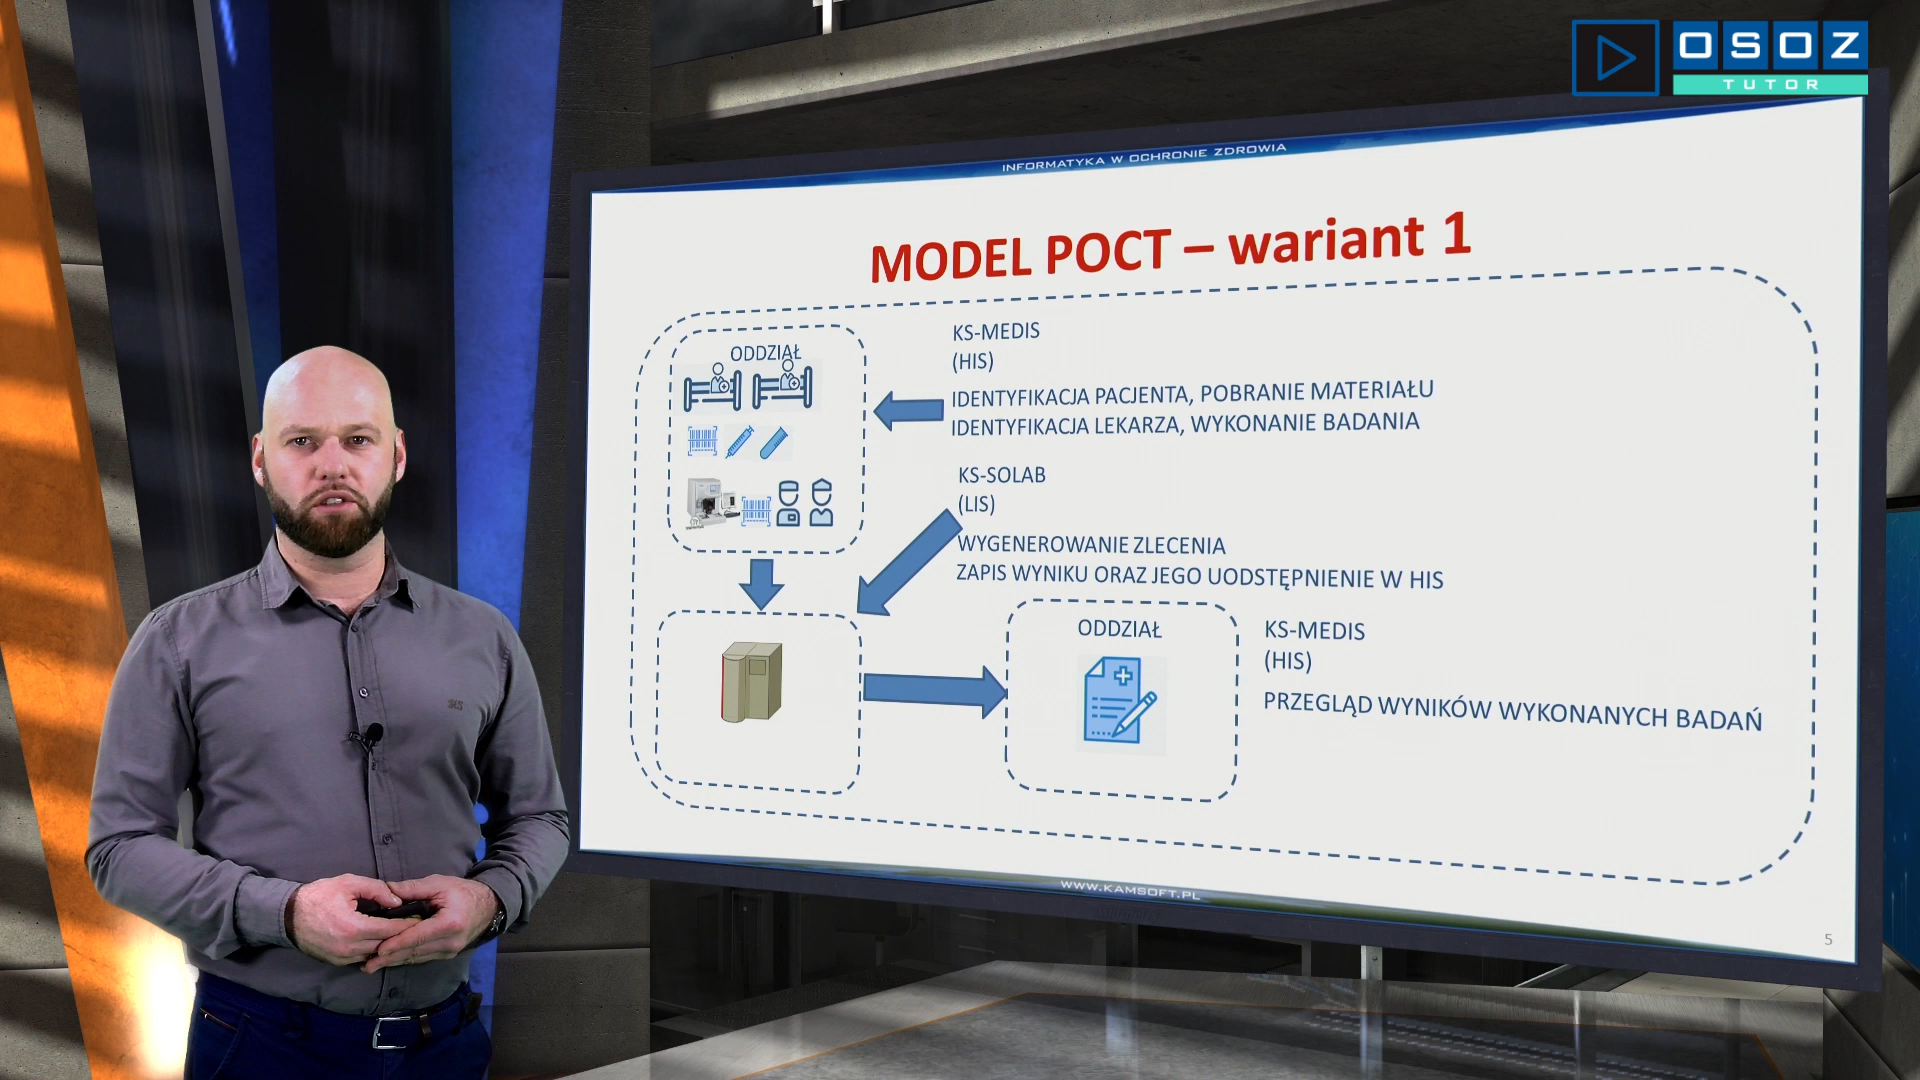 OSOZ
TUTOR
INFORMATYKA W OCHRONIE ZDROWIA
MODEL POCT – wariant 1
ODDZIAŁ
KS-MEDIS
(HIS)
IDENTYFIKACJA PACJENTA, POBRANIE MATERIAŁU
IDENTYFIKACJA LEKARZA, WYKONANIE BADANIA
KS-SOLAB
(LIS)
WYGENEROWANIE ZLECENIA
ZAPIS WYNIKU ORAZ JEGO UODSTĘPNIENIE W HIS
ODDZIAŁ
KS-MEDIS
(HIS)
PRZEGLĄD WYNIKÓW WYKONANYCH BADAŃ
WWW.KAMSOFT.PL
5